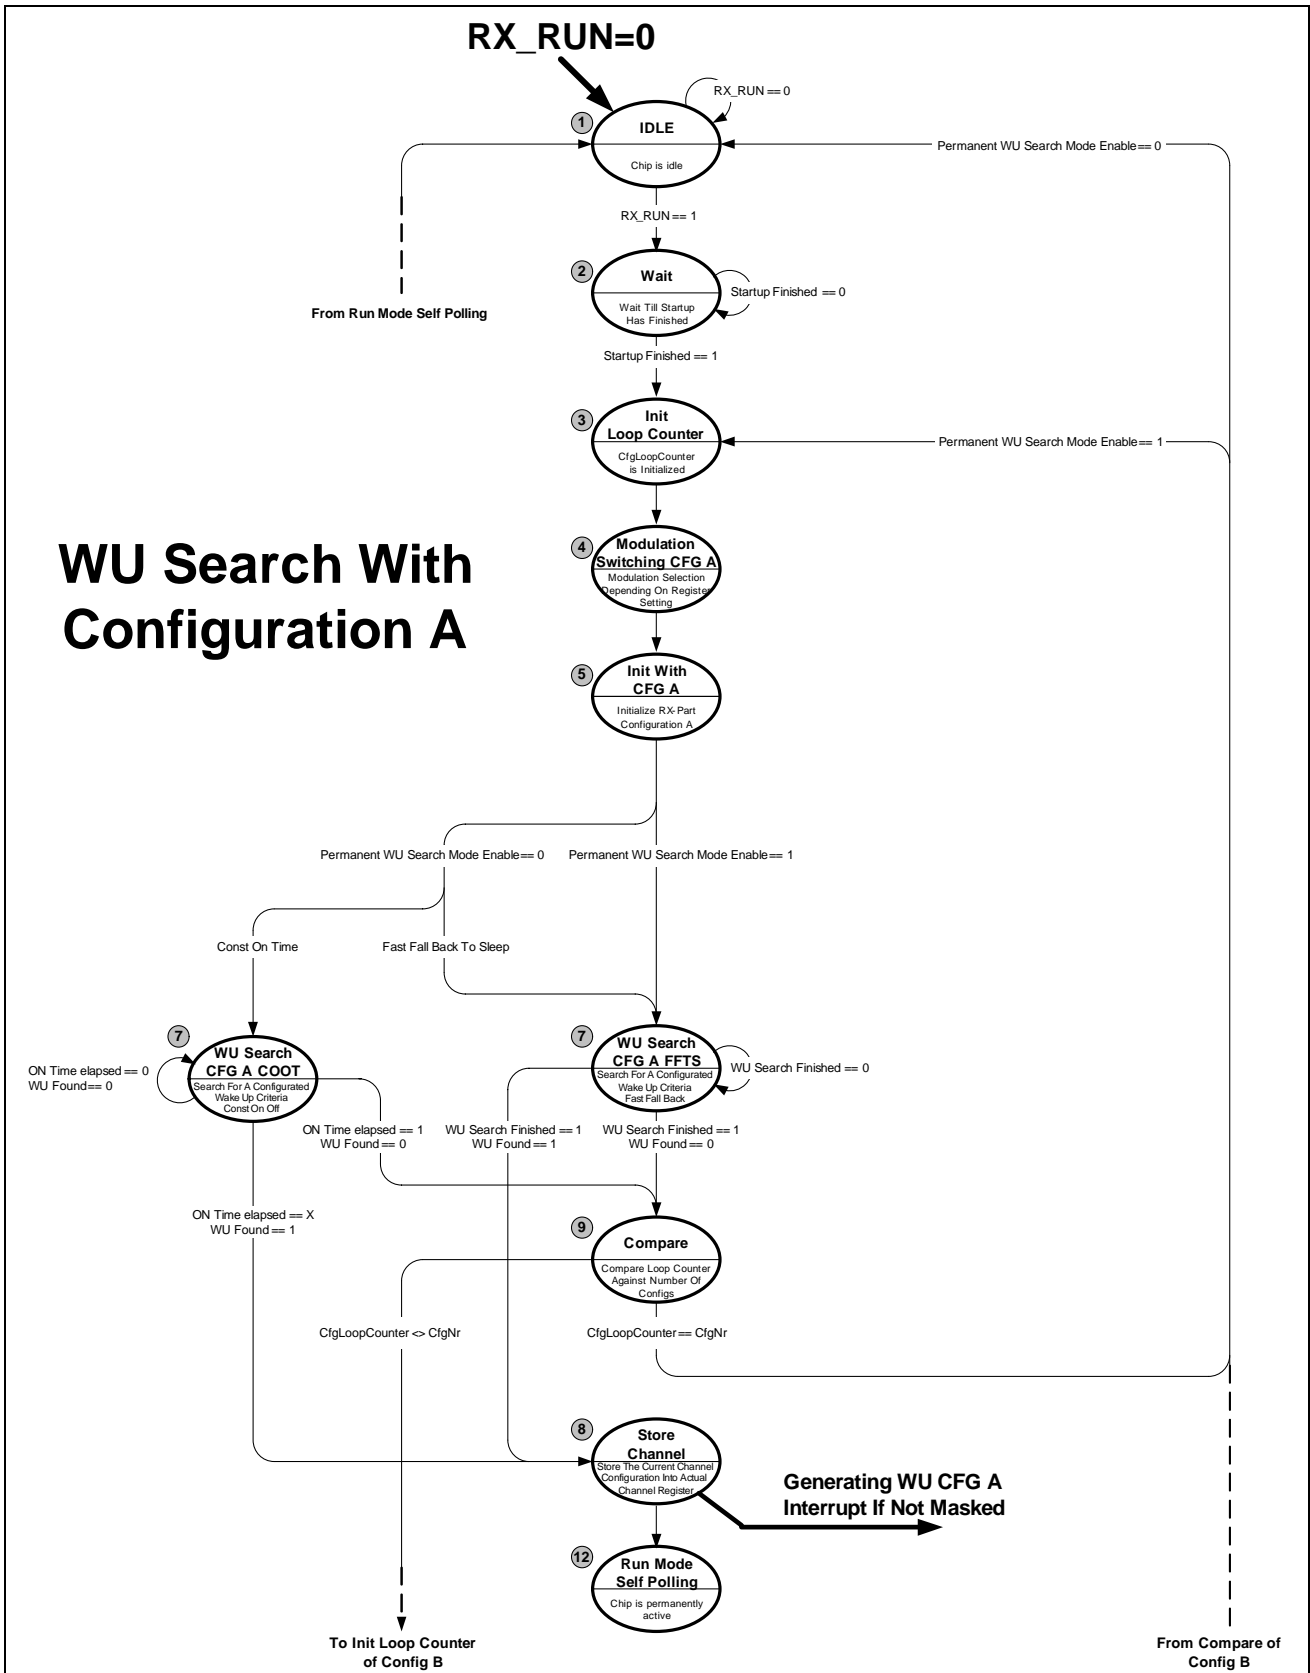 RX_RUN=0
RX_RUN == 0
1
IDLE
Chip is idle
Permanent WU Search Mode Enable== 0
RX_RUN == 1
2
Wait
Wait Till Startup
Has Finished
Startup Finished == 0
From Run Mode Self Polling
Startup Finished == 1
3
Init
Loop Counter
CfgLoopCounter
is Initialized
Permanent WU Search Mode Enable== 1
WU Search With
Configuration A
4
Modulation
Switching CFG A
Modulation Selection
Depending On Register
Setting
5
Init With
CFG A
Initialize RX-Part
Configuration A
Permanent WU Search Mode Enable== 0
Permanent WU Search Mode Enable== 1
Const On Time
Fast Fall Back To Sleep
7
WU Search
CFG A COOT
Search For A Configurated
Wake Up Criteria
Const On Off
ON Time elapsed == 0
WU Found== 0
7
WU Search
CFG A FFTS
Search For A Configurated
Wake Up Criteria
Fast Fall Back
WU Search Finished == 0
ON Time elapsed == 1
WU Found == 0
WU Search Finished == 1
WU Found == 1
WU Search Finished == 1
WU Found == 0
ON Time elapsed == X
WU Found == 1
9
Compare
Compare Loop Counter
Against Number Of
Configs
CfgLoopCounter <> CfgNr
CfgLoopCounter== CfgNr
8
Store
Channel
Store The Current Channel
Configuration Into Actual
Channel Register
Generating WU CFG A
Interrupt If Not Masked
12
Run Mode
Self Polling
Chip is permanently
active
To Init Loop Counter
of Config B
From Compare of
Config B